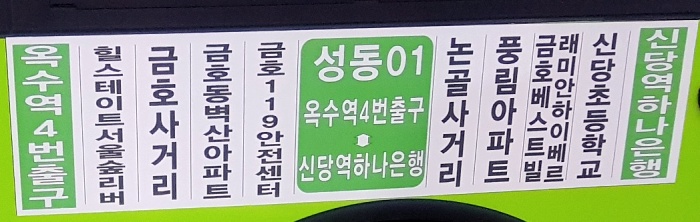 옥수역4번출구
힐스테이트서울숲리버
금호사거리
금호동벽산아파트
금호119안전센터
성동01
옥수역4번출구
신당역하나은행
논골사거리
풍림아파트
금호베스트빌
래미안하이베르
신당초등학교
신당역하나은행